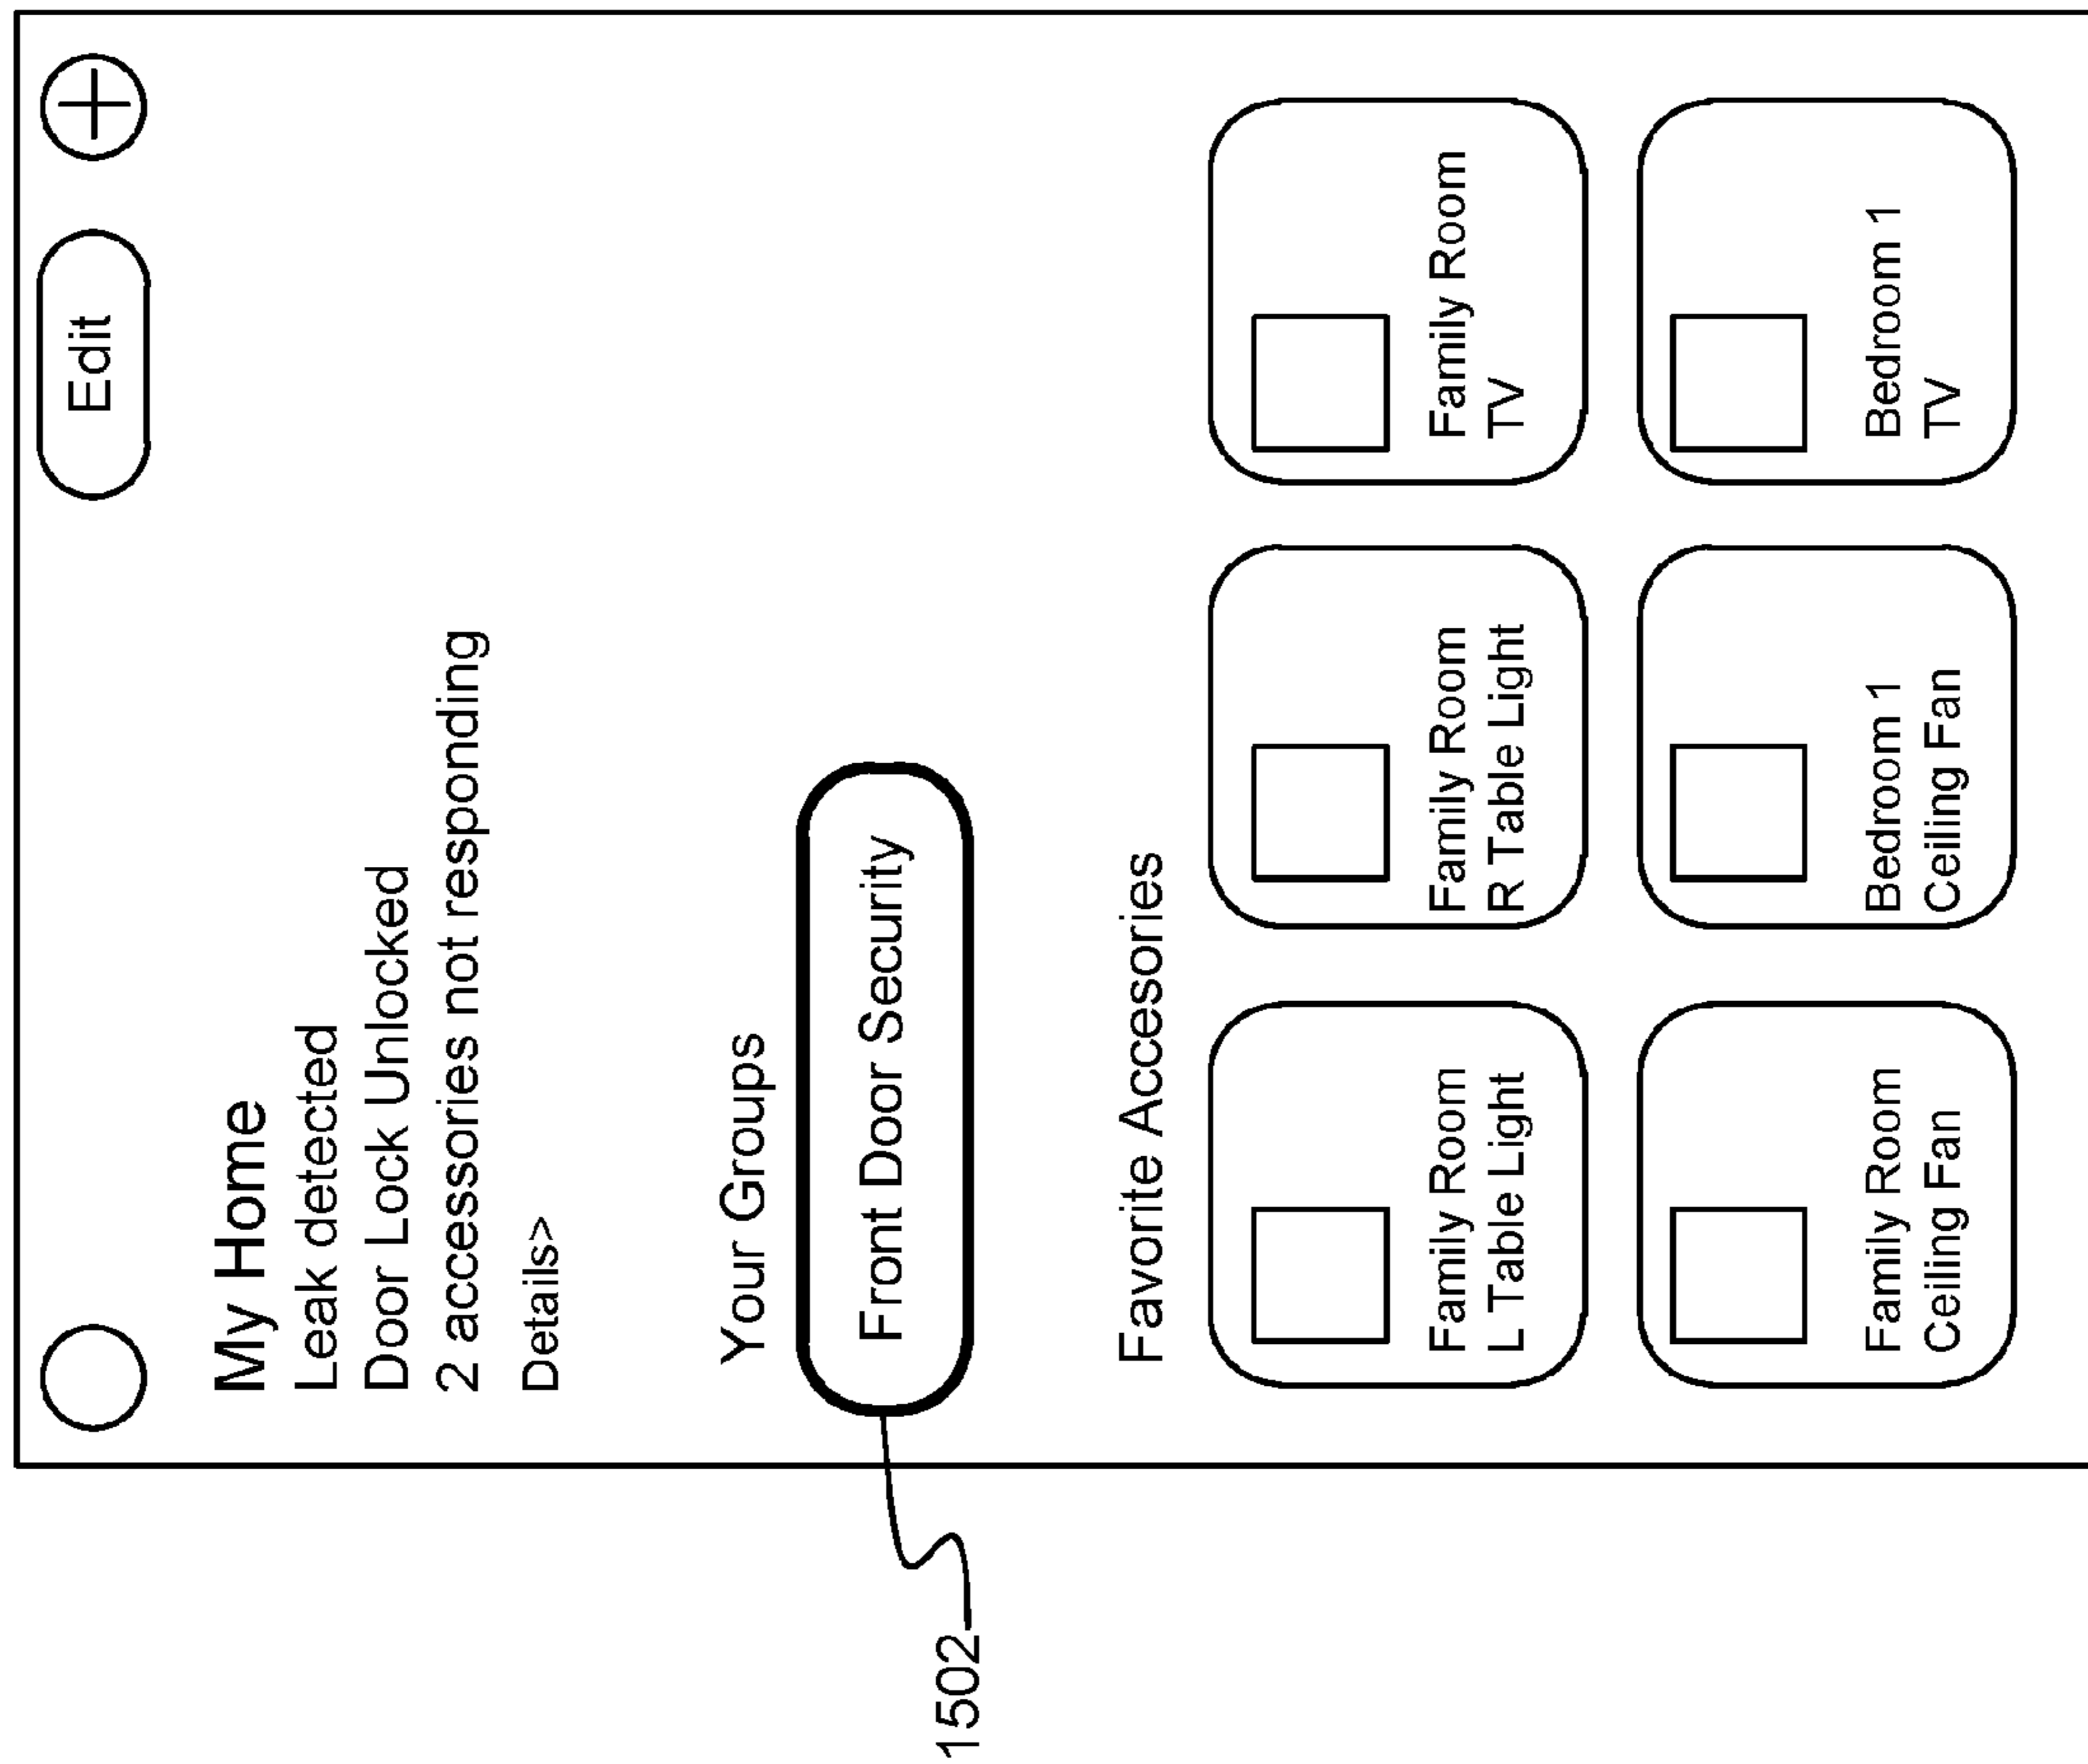 Edit
My Home
Leak detected
Door Lock Unlocked
2 accessories not responding
Details>
Your Groups
Front Door Security
1502
Favorite Accessories
Family Room
L Table Light
Family Room
R Table Light
Family Room
TV
Family Room
Ceiling Fan
Bedroom 1
Ceiling Fan
Bedroom 1
TV